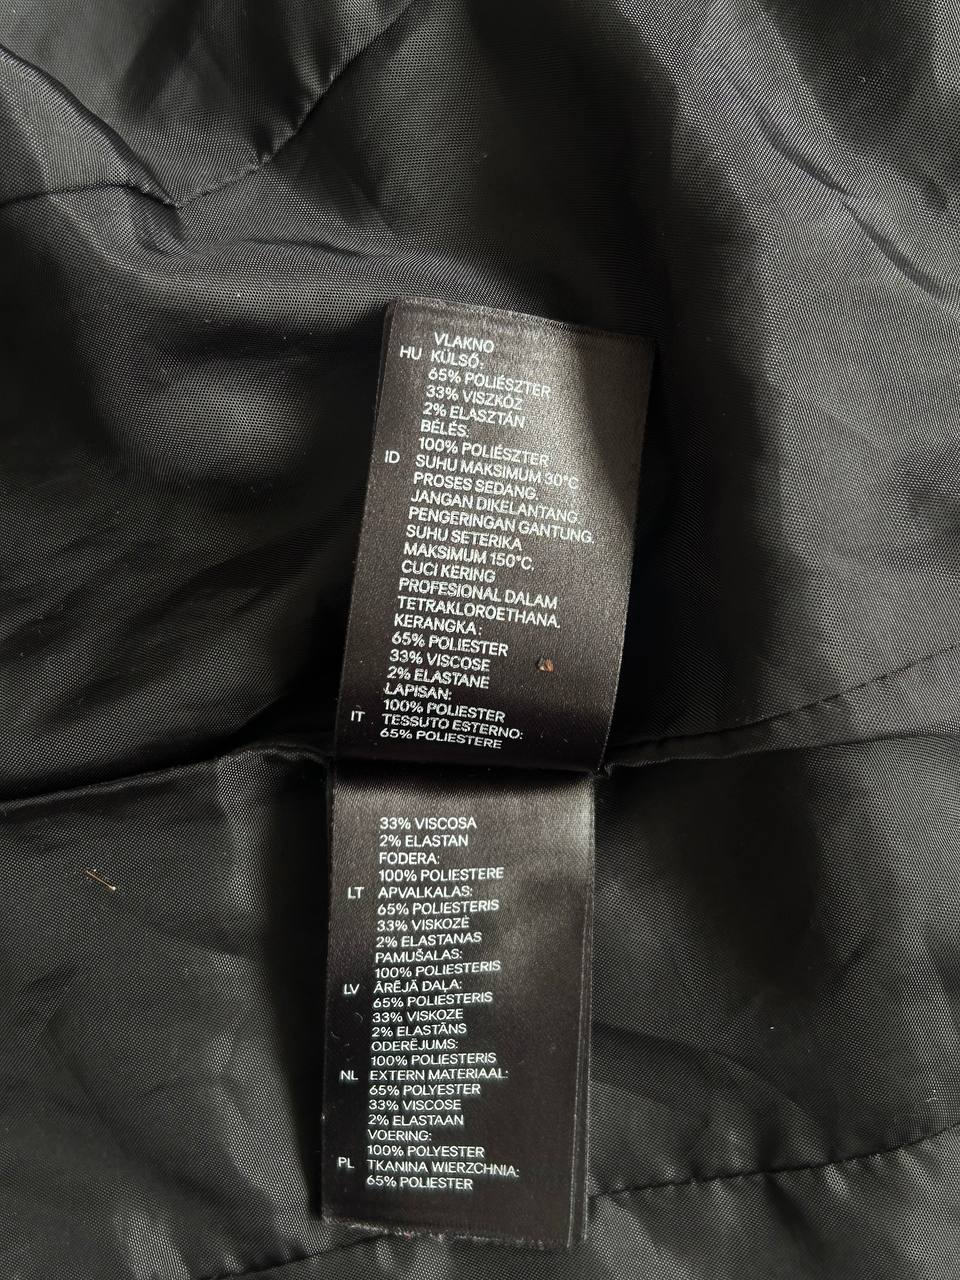 VLAKNO
HU KÜLSŐ:
65% POLIÉSZTER
33% VISZKÓZ
2% ELASZTÁN
BÉLÉS:
100% POLIÉSZTER
ID SUHU MAKSIMUM 30°C
PROSES SEDANG.
JANGAN DIKELANTANG.
PENGERINGAN GANTUNG.
SUHU SETERIKA
MAKSIMUM 150°C.
CUCI KERING
PROFESIONAL DALAM
TETRAKLOROETHANA.
KERANGKA:
65% POLIESTER
33% VISCOSE
2% ELASTANE
LAPISAN:
100% POLIESTER
IT TESSUTO ESTERNO:
65% POLIESTERE
33% VISCOSA
2% ELASTAN
FODERA:
100% POLIESTERE
LT APVALKALAS:
65% POLIESTERIS
33% VISKOZĖ
2% ELASTANAS
PAMUŠALAS:
100% POLIESTERIS
LV ĀRĒJĀ DAĻA:
65% POLIESTERIS
33% VISKOZE
2% ELASTĀNS
ODERĒJUMS:
100% POLIESTERIS
NL EXTERN MATERIAAL:
65% POLYESTER
33% VISCOSE
2% ELASTAAN
VOERING:
100% POLYESTER
PL TKANINA WIERZCHNIA:
65% POLIESTER